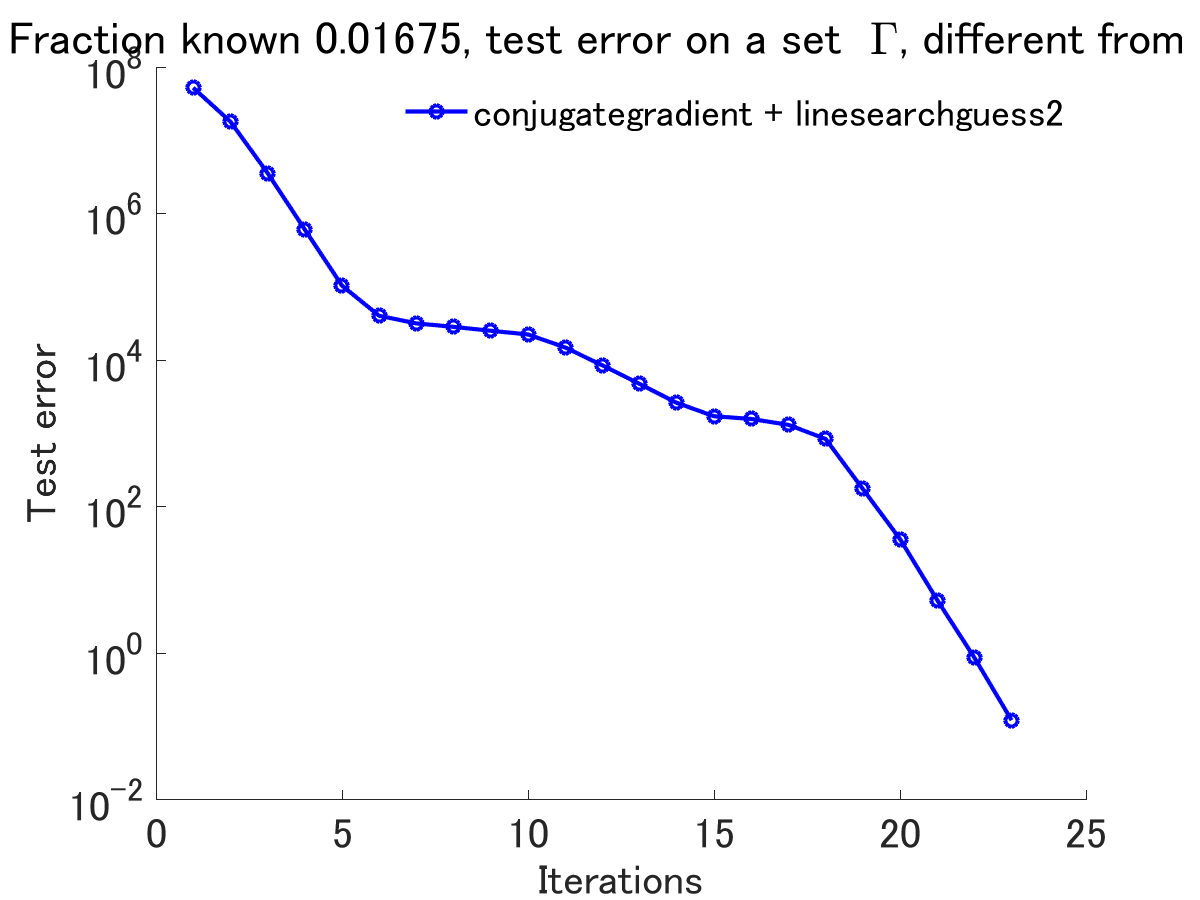 Fraction known 0.01675, test error on a set Γ, different from
conjugategradient + linesearchguess2
10^8
10^6
10^4
10^2
10^0
10^-2
Test error
0 5 10 15 20 25
Iterations